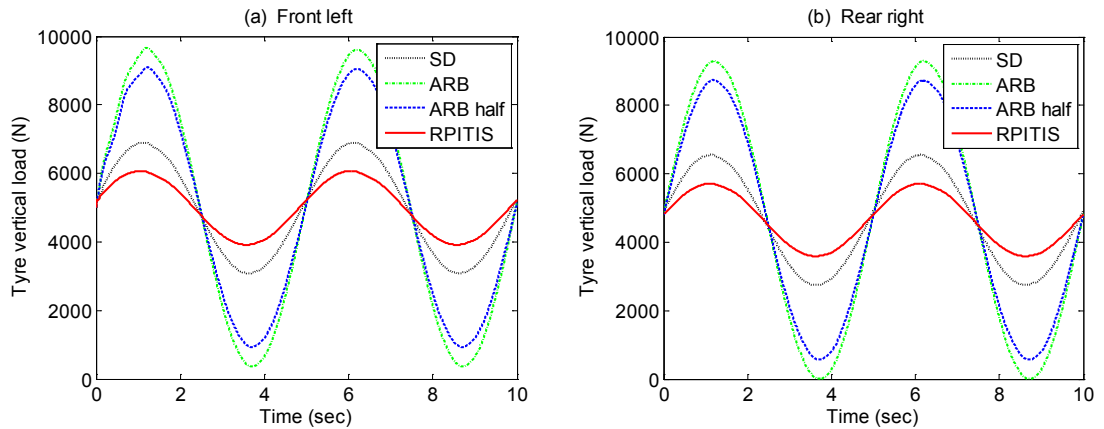 (a) Front left
Tyre vertical load (N)
10000
8000
6000
4000
2000
0
0 2 4 6 8 10
Time (sec)
SD
ARB
ARB half
RPITIS
(b) Rear right
Tyre vertical load (N)
10000
8000
6000
4000
2000
0
0 2 4 6 8 10
Time (sec)
SD
ARB
ARB half
RPITIS